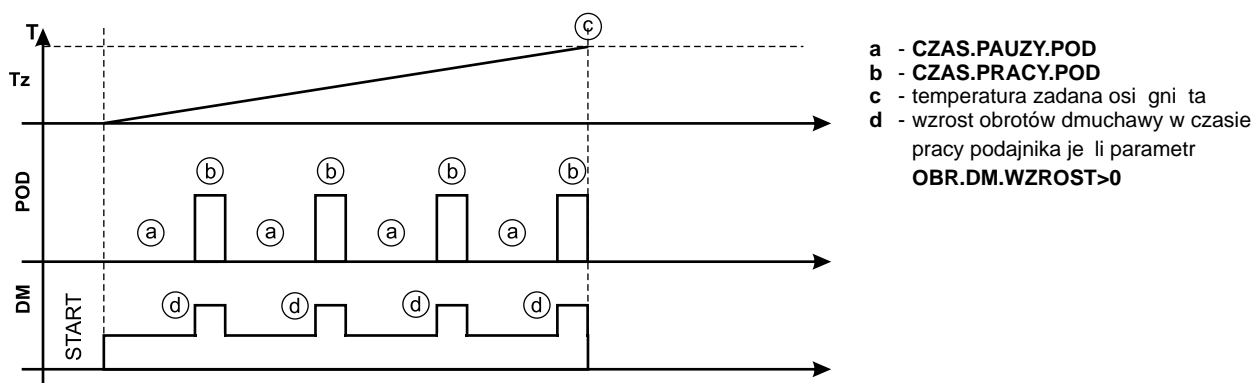 T
c
Tz
POD
b b b b
a a a a
DM
START
d d d d
a - CZAS.PAUZY.POD
b - CZAS.PRACY.POD
c - temperatura zadana osi gni ta
d - wzrost obrotów dmuchawy w czasie
pracy podajnika je li parametr
OBR.DM.WZROST>0